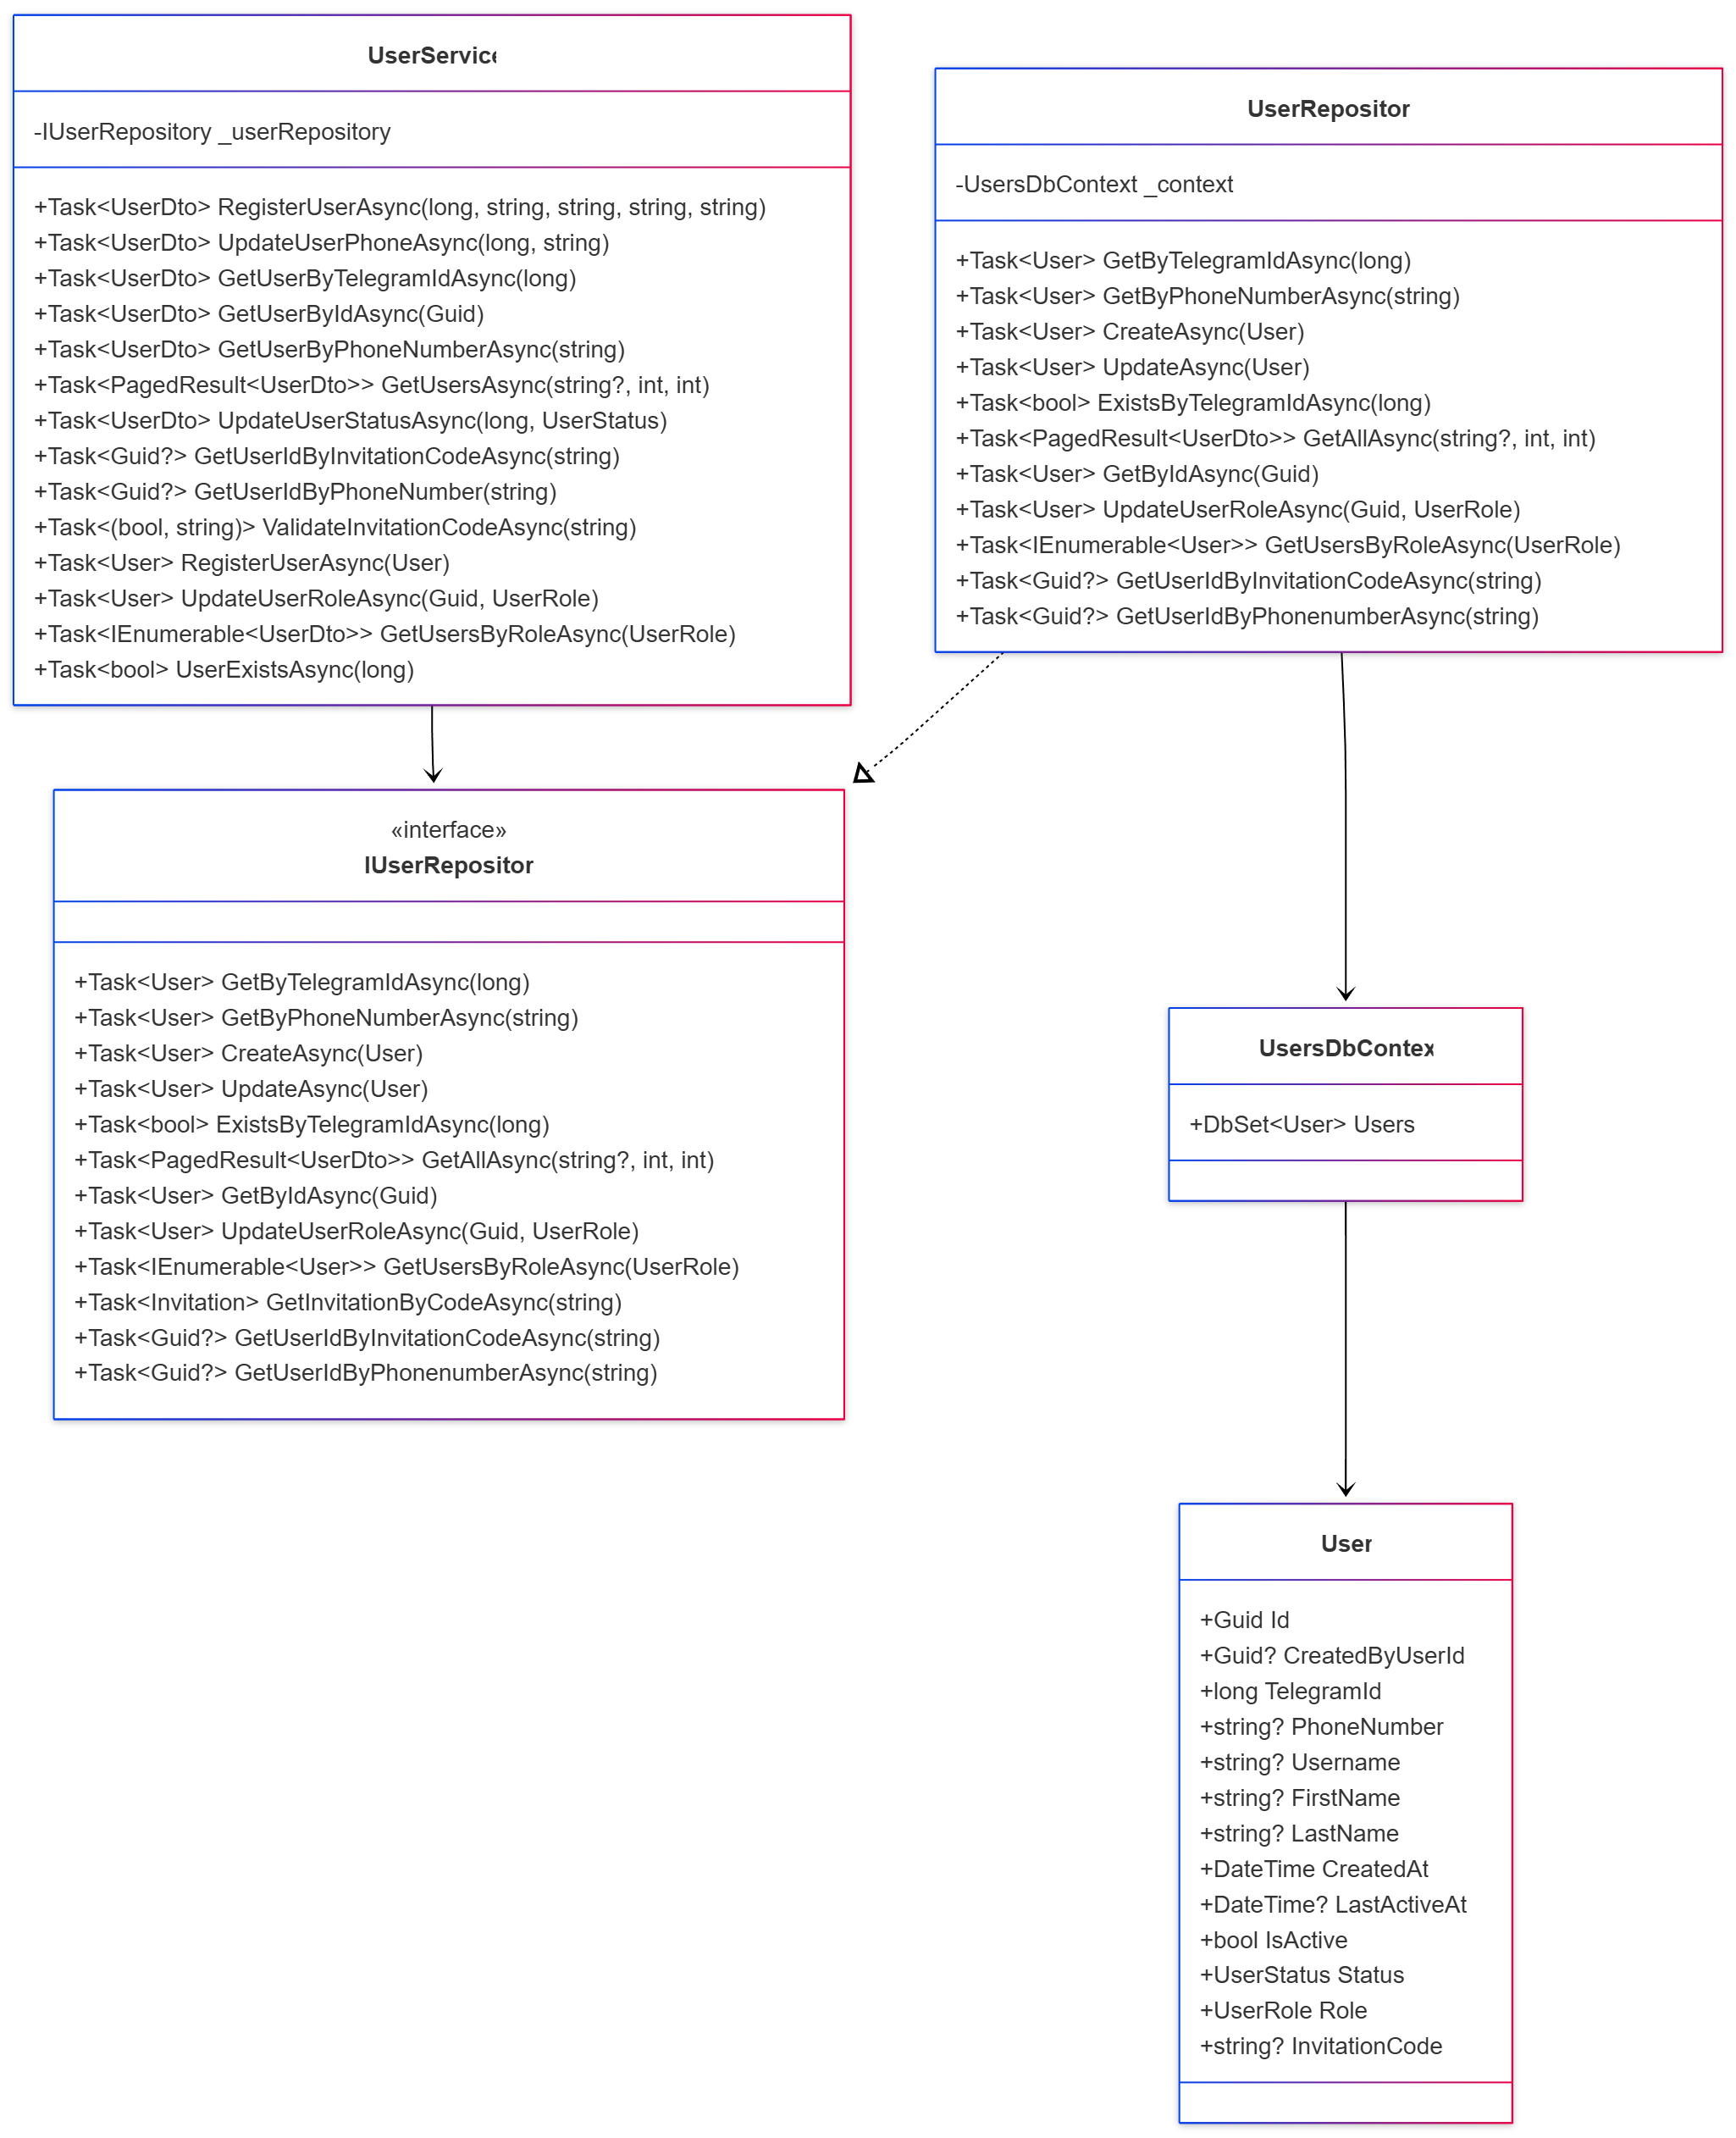 UserService
-IUserRepository _userRepository
+Task<UserDto> RegisterUserAsync(long, string, string, string, string)
+Task<UserDto> UpdateUserPhoneAsync(long, string)
+Task<UserDto> GetUserByTelegramIdAsync(long)
+Task<UserDto> GetUserByIdAsync(Guid)
+Task<UserDto> GetUserByPhoneNumberAsync(string)
+Task<PagedResult<UserDto>> GetUsersAsync(string?, int, int)
+Task<UserDto> UpdateUserStatusAsync(long, UserStatus)
+Task<Guid?> GetUserIdByInvitationCodeAsync(string)
+Task<Guid?> GetUserIdByPhoneNumber(string)
+Task<(bool, string)> ValidateInvitationCodeAsync(string)
+Task<User> RegisterUserAsync(User)
+Task<User> UpdateUserRoleAsync(Guid, UserRole)
+Task<IEnumerable<UserDto>> GetUsersByRoleAsync(UserRole)
+Task<bool> UserExistsAsync(long)
UserRepositor
-UsersDbContext _context
+Task<User> GetByTelegramIdAsync(long)
+Task<User> GetByPhoneNumberAsync(string)
+Task<User> CreateAsync(User)
+Task<User> UpdateAsync(User)
+Task<bool> ExistsByTelegramIdAsync(long)
+Task<PagedResult<UserDto>> GetAllAsync(string?, int, int)
+Task<User> GetByIdAsync(Guid)
+Task<User> UpdateUserRoleAsync(Guid, UserRole)
+Task<IEnumerable<User>> GetUsersByRoleAsync(UserRole)
+Task<Guid?> GetUserIdByInvitationCodeAsync(string)
+Task<Guid?> GetUserIdByPhonenumberAsync(string)
«interface»
IUserRepositor
+Task<User> GetByTelegramIdAsync(long)
+Task<User> GetByPhoneNumberAsync(string)
+Task<User> CreateAsync(User)
+Task<User> UpdateAsync(User)
+Task<bool> ExistsByTelegramIdAsync(long)
+Task<PagedResult<UserDto>> GetAllAsync(string?, int, int)
+Task<User> GetByIdAsync(Guid)
+Task<User> UpdateUserRoleAsync(Guid, UserRole)
+Task<IEnumerable<User>> GetUsersByRoleAsync(UserRole)
+Task<Invitation> GetInvitationByCodeAsync(string)
+Task<Guid?> GetUserIdByInvitationCodeAsync(string)
+Task<Guid?> GetUserIdByPhonenumberAsync(string)
UsersDbContex
+DbSet<User> Users
User
+Guid Id
+Guid? CreatedByUserId
+long TelegramId
+string? PhoneNumber
+string? Username
+string? FirstName
+string? LastName
+DateTime CreatedAt
+DateTime? LastActiveAt
+bool IsActive
+UserStatus Status
+UserRole Role
+string? InvitationCode